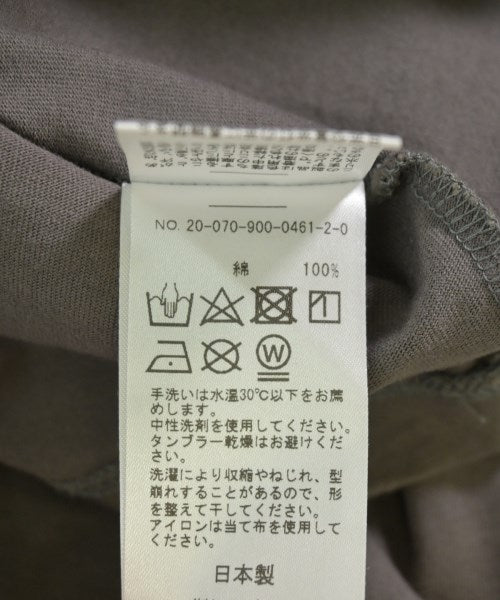 NO. 20-070-900-0461-2-0
綿 100%
W
手洗いは水温30℃以下をお薦
めします。
中性洗剤を使用してください。
タンブラー乾燥はお避けくだ
さい。
洗濯により収縮やねじれ、型
崩れすることがあるので、形
を整えて干してください。
アイロンは当て布を使用して
ください。
日本製